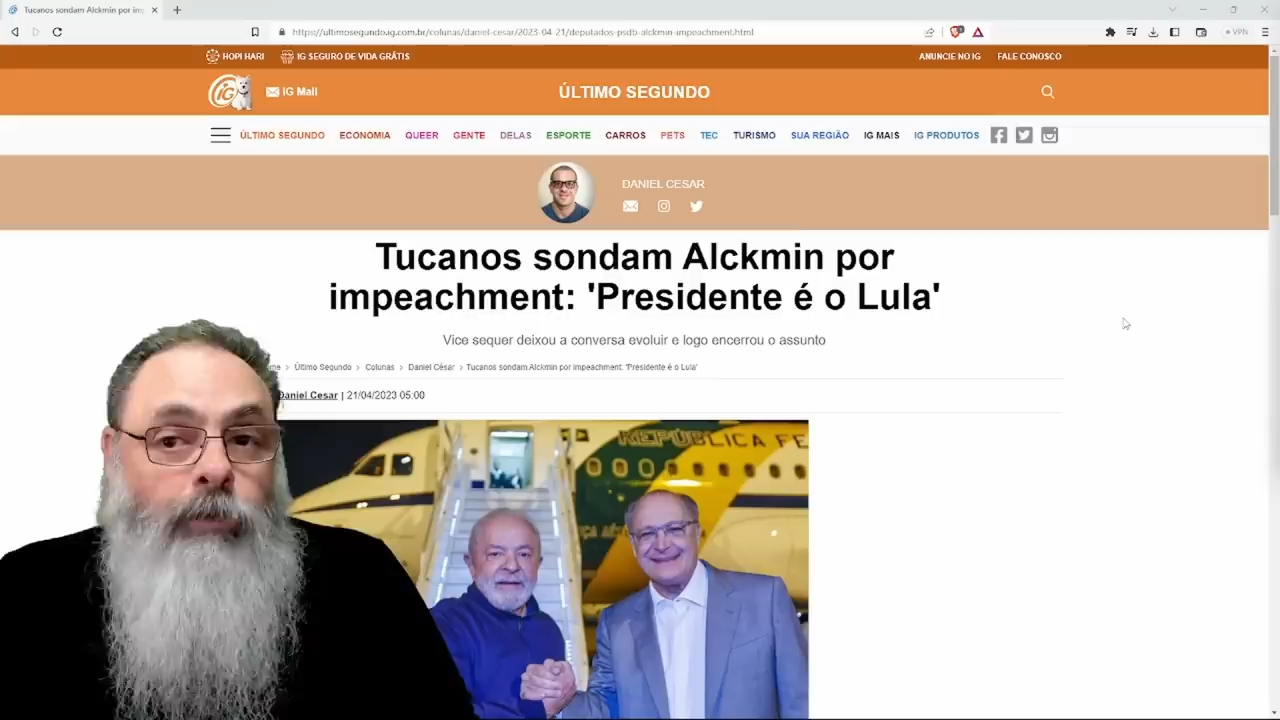 Tucanos sondam Alckmin por im
https://ultimosegundo.ig.com.br/colunas/daniel-cesar/2023-04-21/deputados-psdb-alckmin-impeachment.html
VPN
HOPI HARI
IG SEGURO DE VIDA GRÁTIS
ANUNCIE NO IG
FALE CONOSCO
iG
IG Mail
ÚLTIMO SEGUNDO
ÚLTIMO SEGUNDO ECONOMIA QUEER GENTE DELAS ESPORTE CARROS PETS TEC TURISMO SUA REGIÃO IG MAIS IG PRODUTOS
DANIEL CESAR
Tucanos sondam Alckmin por
impeachment: 'Presidente é o Lula'
Vice sequer deixou a conversa evoluir e logo encerrou o assunto
Último Segundo > Colunas > Daniel César > Tucanos sondam Alckmin por impeachment: 'Presidente é o Lula'
Daniel Cesar | 21/04/2023 05:00
REPÚBLICA FE